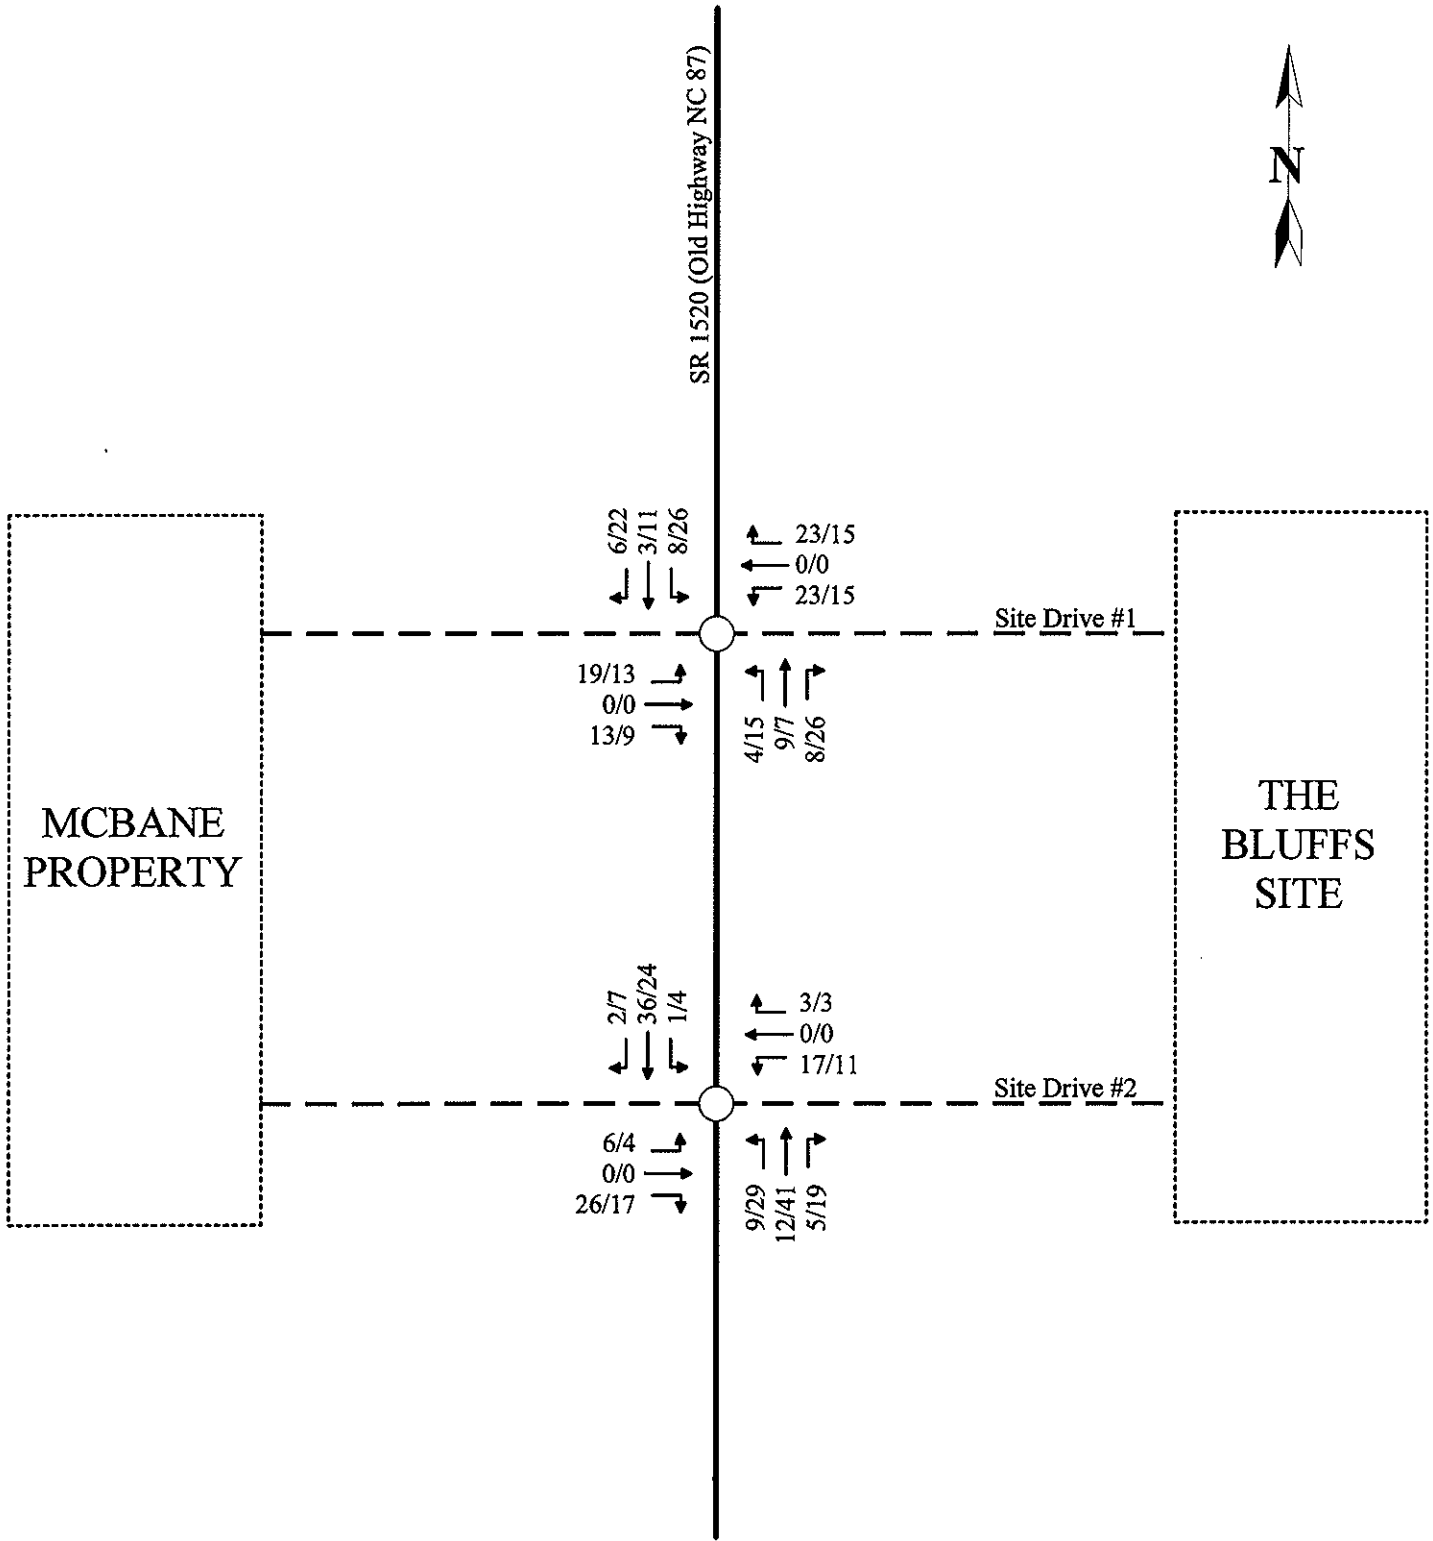 SR 1520 (Old Highway NC 87)
N
6/22
3/11
8/26
23/15
0/0
23/15
Site Drive #1
19/13
0/0
13/9
4/15
9/7
8/26
MCBANE
PROPERTY
THE
BLUFFS
SITE
2/7
36/24
1/4
3/3
0/0
17/11
Site Drive #2
6/4
0/0
26/17
9/29
12/41
5/19